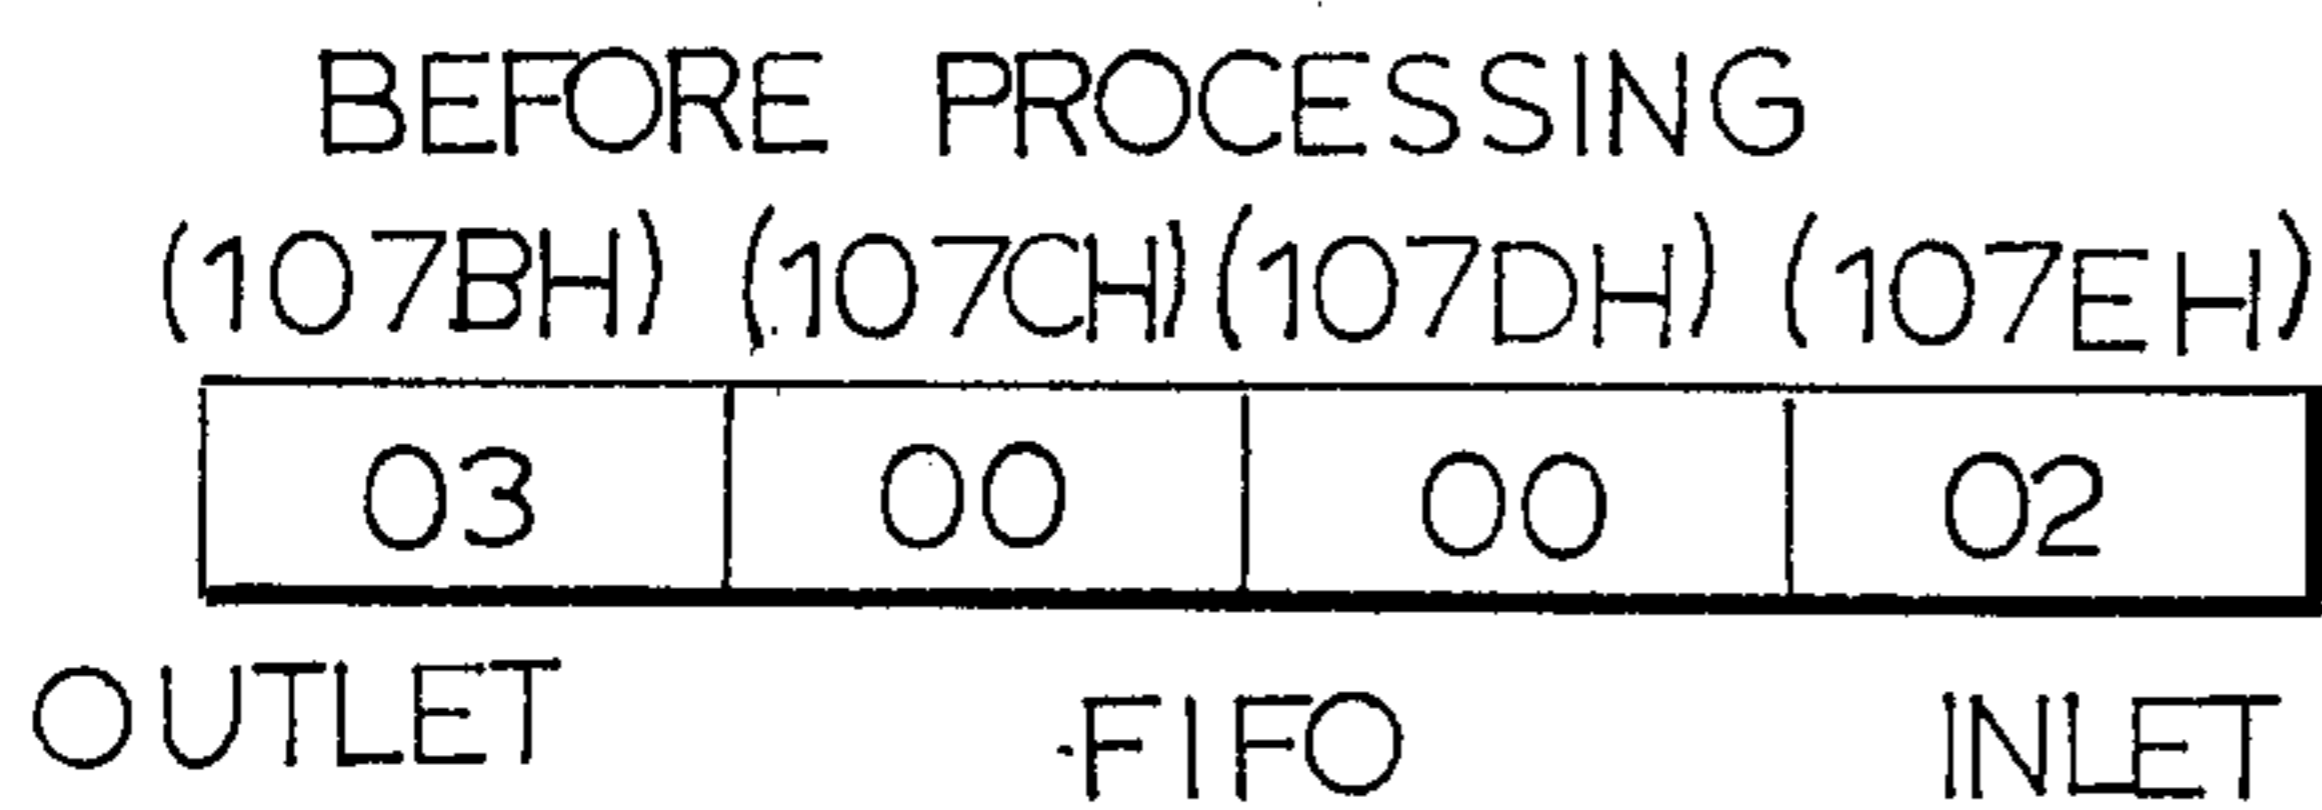 BEFORE PROCESSING
(107BH) (107CH) (107DH) (107EH)
03 00 00 02
OUTLET FIFO INLET